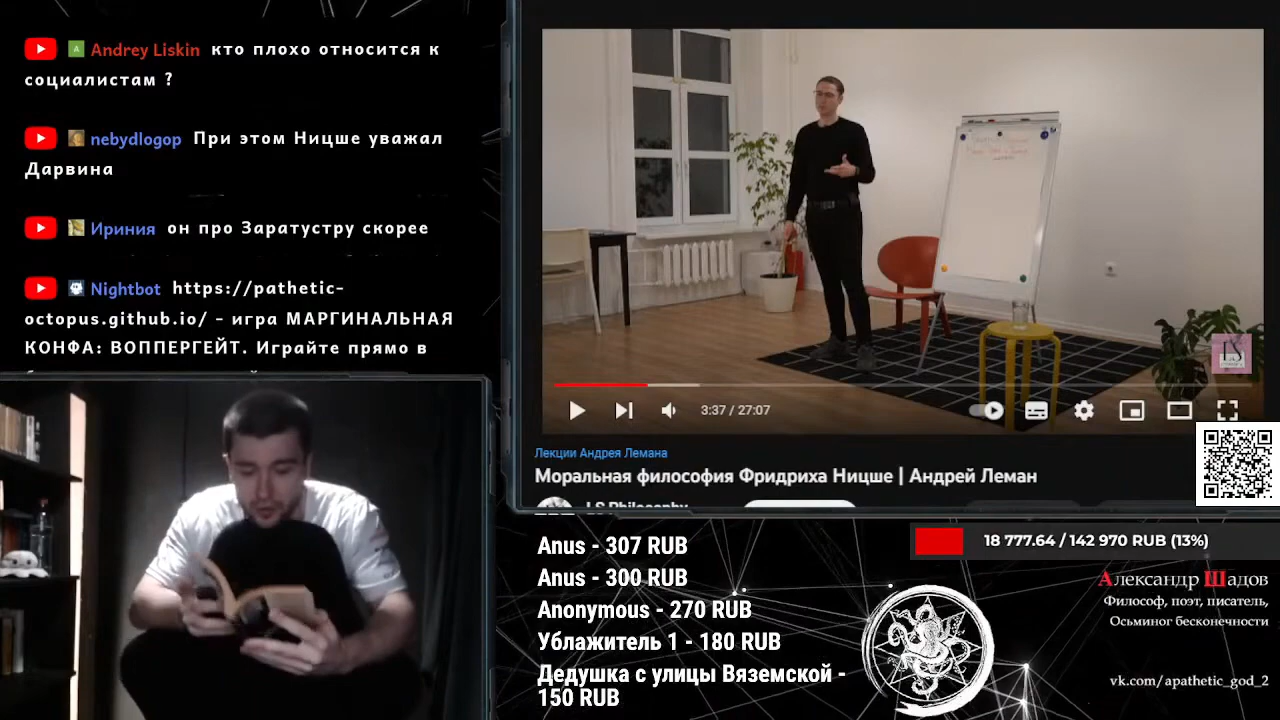 Andrey Liskin кто плохо относится к
социалистам ?
nebydlogop При этом Ницше уважал
Дарвина
Ириния он про Заратустру скорее
Nightbot https://pathetic-
octopus.github.io/ - игра МАРГИНАЛЬНАЯ
КОНФА: ВОППЕРГЕЙТ. Играйте прямо в
3:37 / 27:07
LS
Лекции Андрея Лемана
Моральная философия Фридриха Ницше | Андрей Леман
LS Philosophy
Anus - 307 RUB
Anus - 300 RUB
Anonymous - 270 RUB
Ублажитель 1 - 180 RUB
Дедушка с улицы Вяземской -
150 RUB
18 777.64 / 142 970 RUB (13%)
Александр Шадов
Философ, поэт, писатель,
Осьминог бесконечности
vk.com/apathetic_god_2